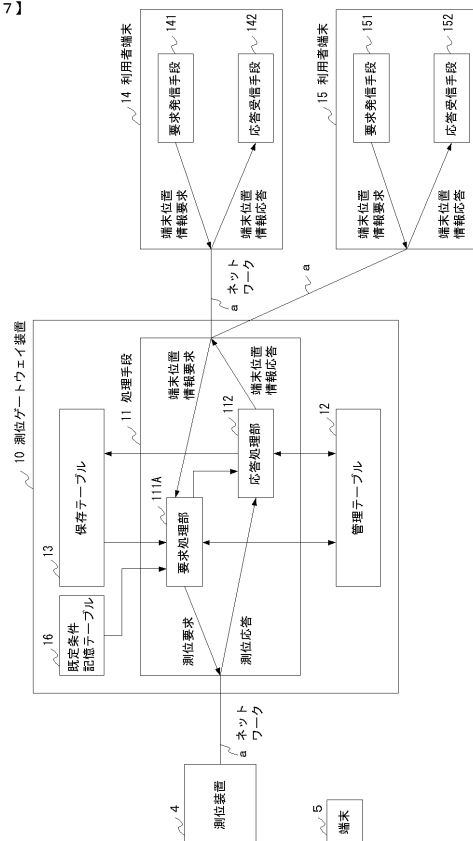 7】
10 測位ゲートウェイ装置
13
保存テーブル
16
既定条件
記憶テーブル
11 処理手段
111A
要求処理部
112
応答処理部
端末位置
情報要求
端末位置
情報応答
測位要求
測位応答
12
管理テーブル
4
測位装置
5
端末
a
ネット
ワーク
a
ネット
ワーク
a
14 利用者端末
141
要求発信手段
142
応答受信手段
端末位置
情報要求
端末位置
情報応答
15 利用者端末
151
要求発信手段
152
応答受信手段
端末位置
情報要求
端末位置
情報応答